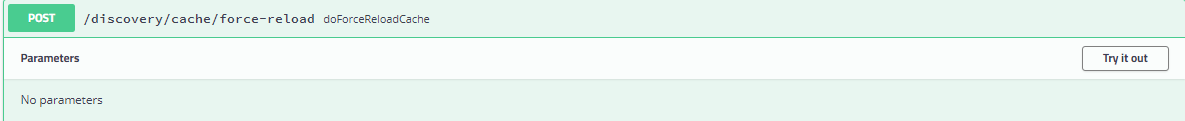 POST /discovery/cache/force-reload doForceReloadCache
Parameters Try it out
No parameters